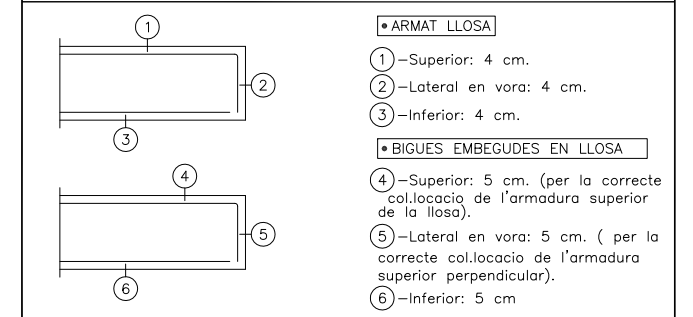 1
2
3
4
5
6
• ARMAT LLOSA
1 -Superior: 4 cm.
2 -Lateral en vora: 4 cm.
3 -Inferior: 4 cm.
• BIGUES EMBEGUDES EN LLOSA
4 -Superior: 5 cm. (per la correcte
col.locacio de l'armadura superior
de la llosa).
5 -Lateral en vora: 5 cm. ( per la
correcte col.locacio de l'armadura
superior perpendicular).
6 -Inferior: 5 cm